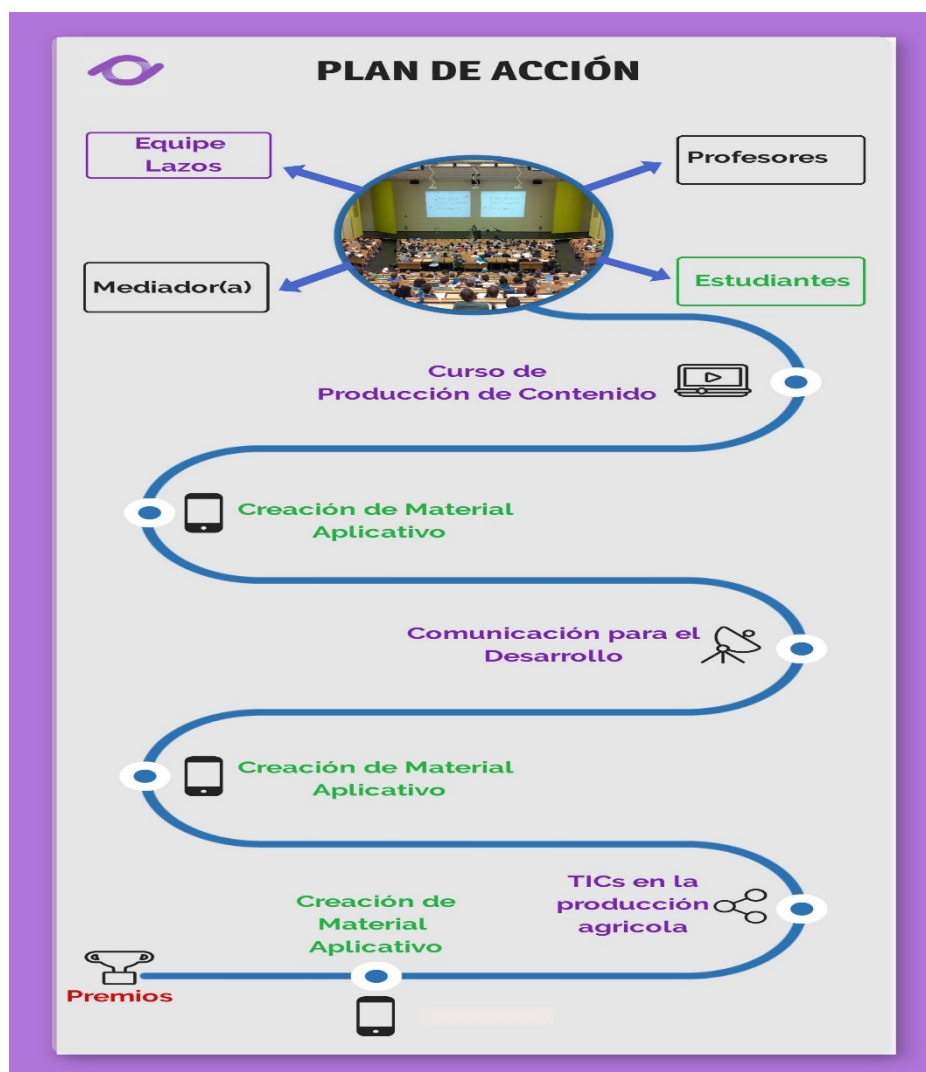 PLAN DE ACCIÓN
Equipe
Lazos
Profesores
Mediador(a)
Estudiantes
Curso de
Producción de Contenido
Creación de Material
Aplicativo
Comunicación para el
Desarrollo
Creación de Material
Aplicativo
TICs en la
producción
agricola
Creación de
Material
Aplicativo
Premios